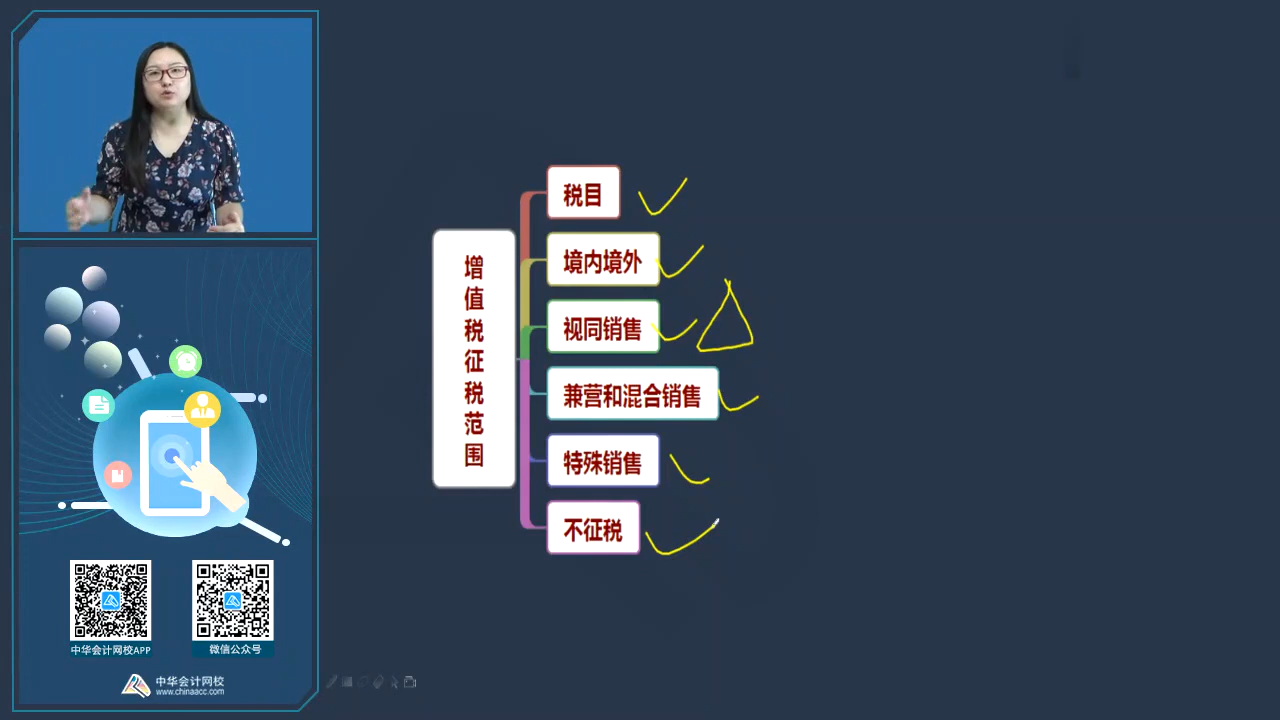 增值税征税范围
税目
境内境外
视同销售
兼营和混合销售
特殊销售
不征税
中华会计网校APP
微信公众号
中华会计网校
www.chinaacc.com